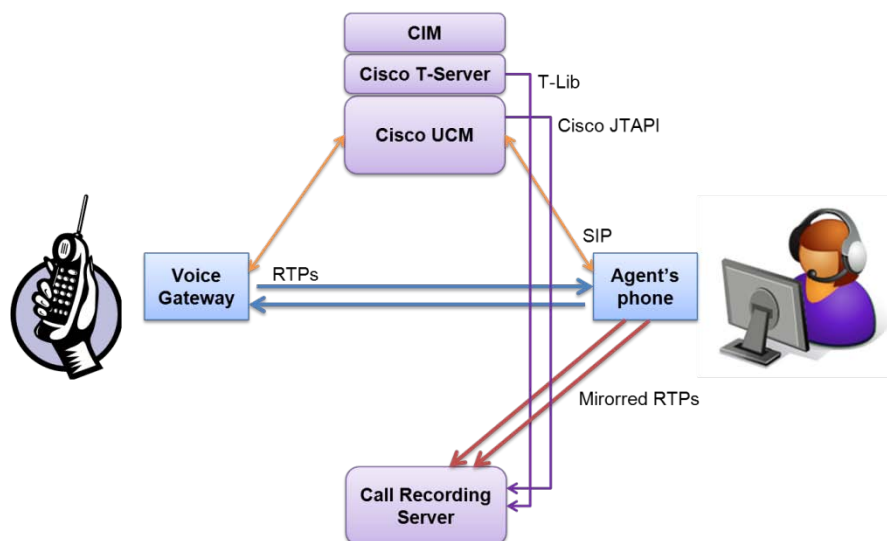 CIM
Cisco T-Server
T-Lib
Cisco UCM
Cisco JTAPI
SIP
Voice
Gateway
RTPs
Agent's
phone
Mirorred RTPs
Call Recording
Server